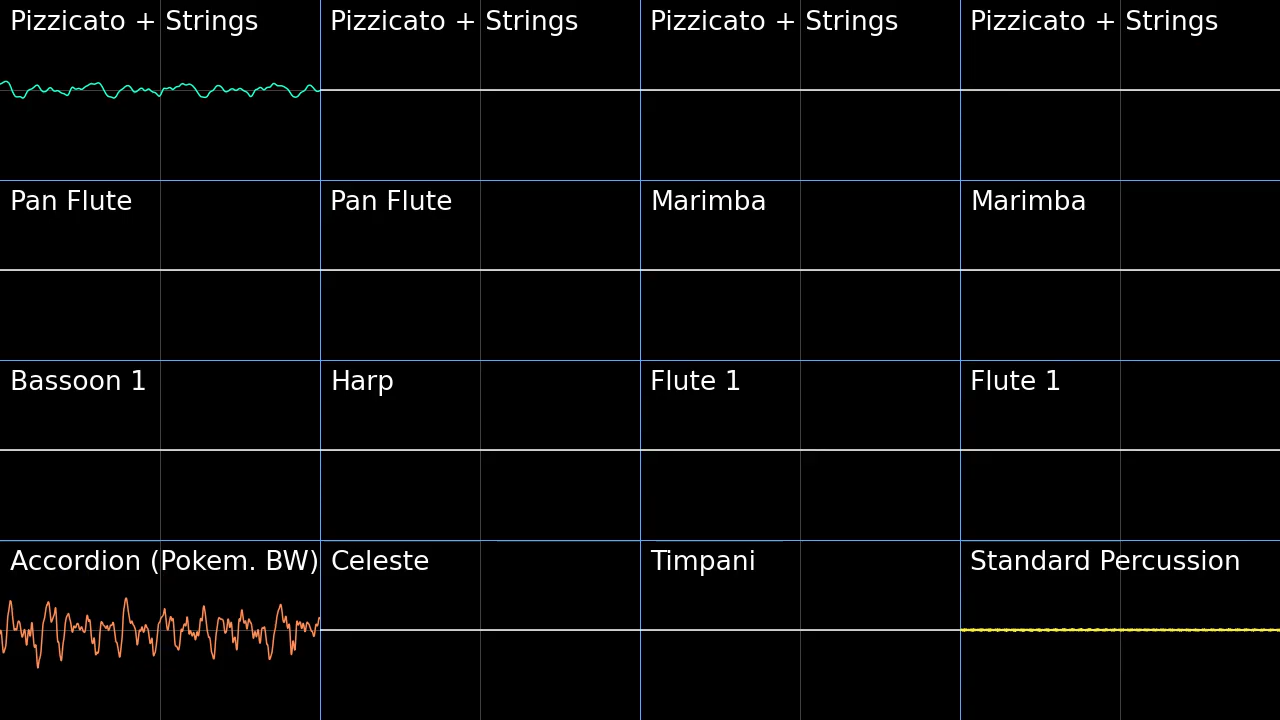 Pizzicato + Strings
Pizzicato + Strings
Pizzicato + Strings
Pizzicato + Strings
Pan Flute
Pan Flute
Marimba
Marimba
Bassoon 1
Harp
Flute 1
Flute 1
Accordion (Pokem. BW)
Celeste
Timpani
Standard Percussion